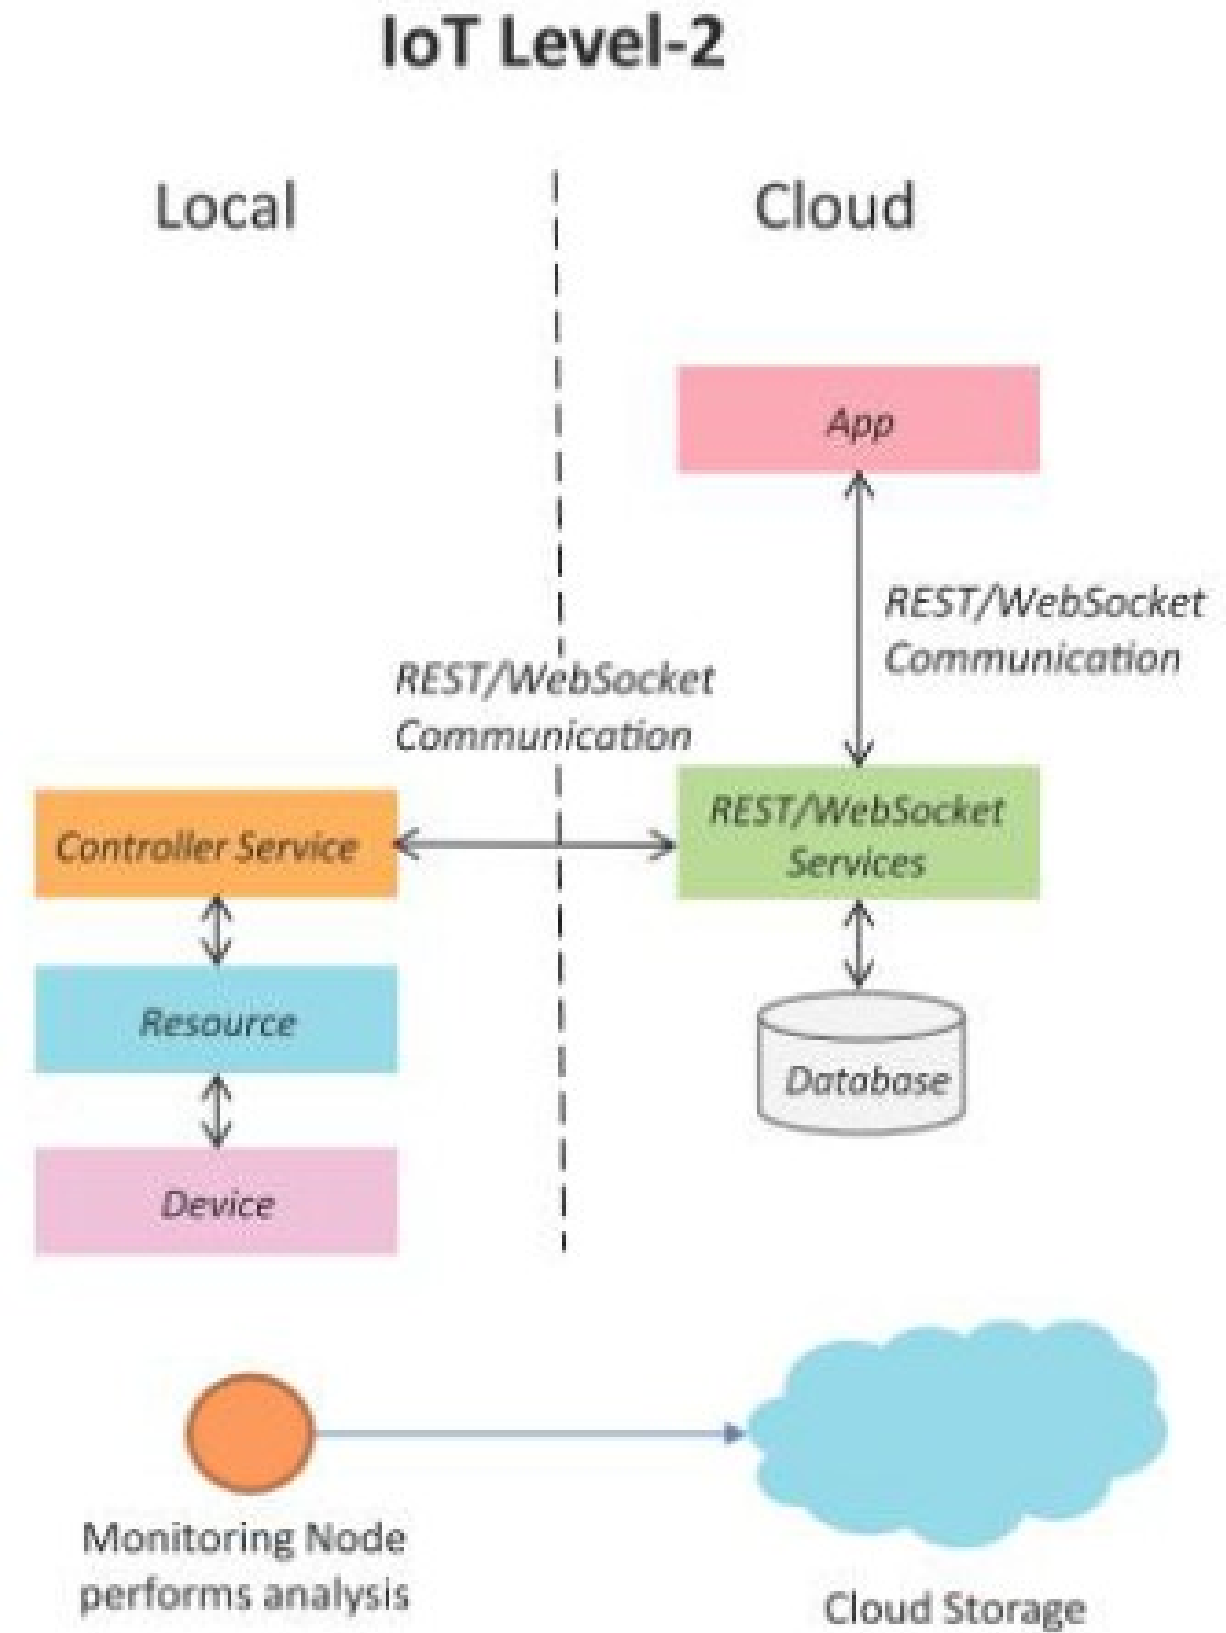 IoT Level-2
Local
Cloud
App
REST/WebSocket
Communication
REST/WebSocket
Communication
Controller Service
REST/WebSocket
Services
Resource
Database
Device
Monitoring Node
performs analysis
Cloud Storage